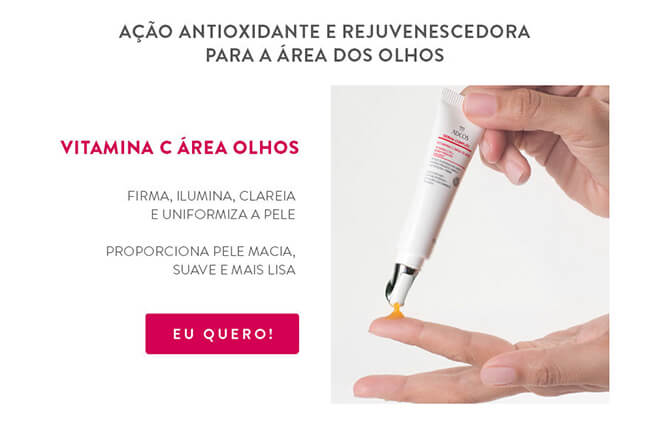 AÇÃO ANTIOXIDANTE E REJUVENESCEDORA
PARA A ÁREA DOS OLHOS
VITAMINA C ÁREA OLHOS
FIRMA, ILUMINA, CLAREIA
E UNIFORMIZA A PELE
PROPORCIONA PELE MACIA,
SUAVE E MAIS LISA
EU QUERO!
ADCOS